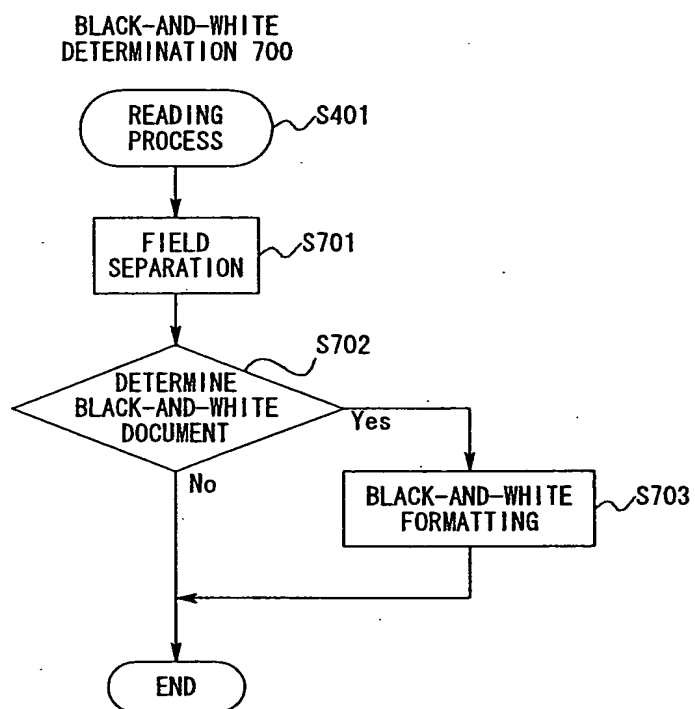 BLACK-AND-WHITE
DETERMINATION 700
READING
PROCESS
S401
FIELD
SEPARATION
S701
S702
DETERMINE
BLACK-AND-WHITE
DOCUMENT
Yes
No
BLACK-AND-WHITE
FORMATTING
S703
END